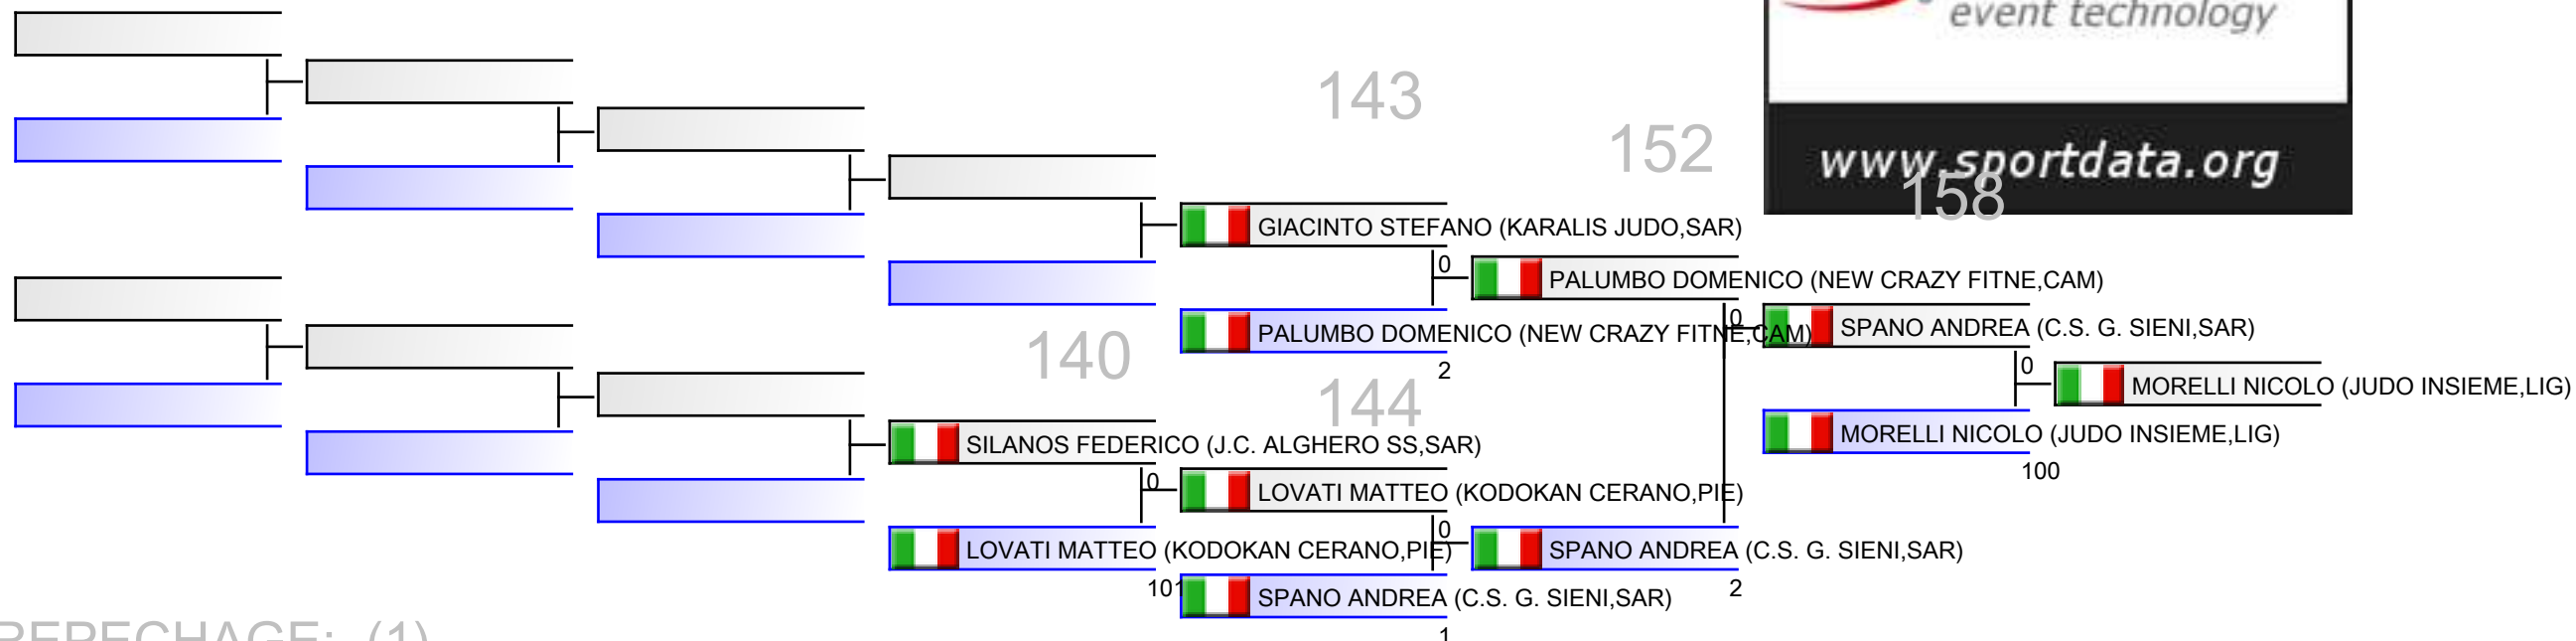 event technology
143
152
www.sportdata.org
158
GIACINTO STEFANO (KARALIS JUDO,SAR)
0
PALUMBO DOMENICO (NEW CRAZY FITNE,CAM)
0
SPANO ANDREA (C.S. G. SIENI,SAR)
PALUMBO DOMENICO (NEW CRAZY FITNE,CAM)
140
2
0
MORELLI NICOLO (JUDO INSIEME,LIG)
144
SILANOS FEDERICO (J.C. ALGHERO SS,SAR)
MORELLI NICOLO (JUDO INSIEME,LIG)
100
0
LOVATI MATTEO (KODOKAN CERANO,PIE)
0
LOVATI MATTEO (KODOKAN CERANO,PIE)
SPANO ANDREA (C.S. G. SIENI,SAR)
101
2
SPANO ANDREA (C.S. G. SIENI,SAR)
1
REPECHAGE: (1)